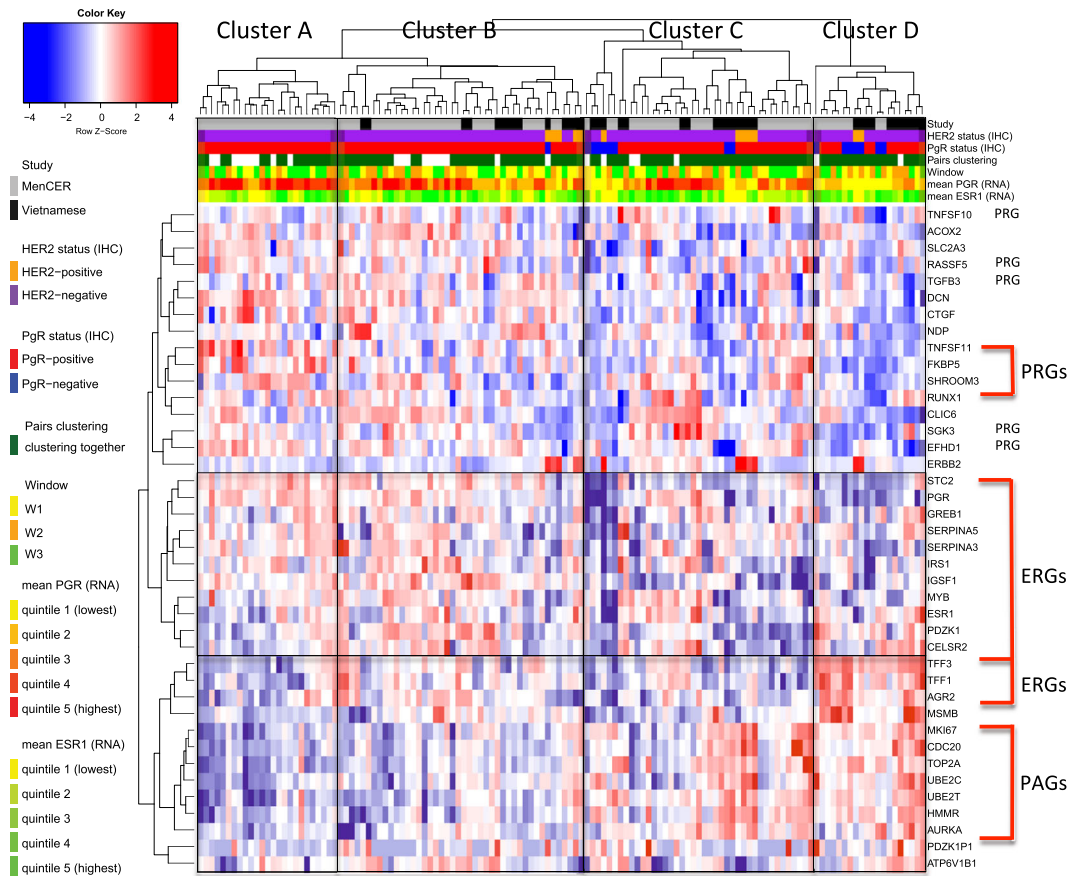 Color Key
−4 −2 0 2 4
Row Z−Score
Cluster A
Cluster B
Cluster C
Cluster D
Study
HER2 status (IHC)
PgR status (IHC)
Pairs clustering
Window
mean PGR (RNA)
mean ESR1 (RNA)
Study
MenCER
Vietnamese
HER2 status (IHC)
HER2−positive
HER2−negative
PgR status (IHC)
PgR−positive
PgR−negative
Pairs clustering
clustering together
Window
W1
W2
W3
mean PGR (RNA)
quintile 1 (lowest)
quintile 2
quintile 3
quintile 4
quintile 5 (highest)
mean ESR1 (RNA)
quintile 1 (lowest)
quintile 2
quintile 3
quintile 4
quintile 5 (highest)
TNFSF10 PRG
ACOX2
SLC2A3
RASSF5 PRG
TGFB3 PRG
DCN
CTGF
NDP
TNFSF11
FKBP5
SHROOM3
RUNX1
CLIC6
SGK3 PRG
EFHD1 PRG
ERBB2
STC2
PGR
GREB1
SERPINA5
SERPINA3
IRS1
IGSF1
MYB
ESR1
PDZK1
CELSR2
TFF3
TFF1
AGR2
MSMB
MKI67
CDC20
TOP2A
UBE2C
UBE2T
HMMR
AURKA
PDZK1P1
ATP6V1B1
PRGs
ERGs
ERGs
PAGs